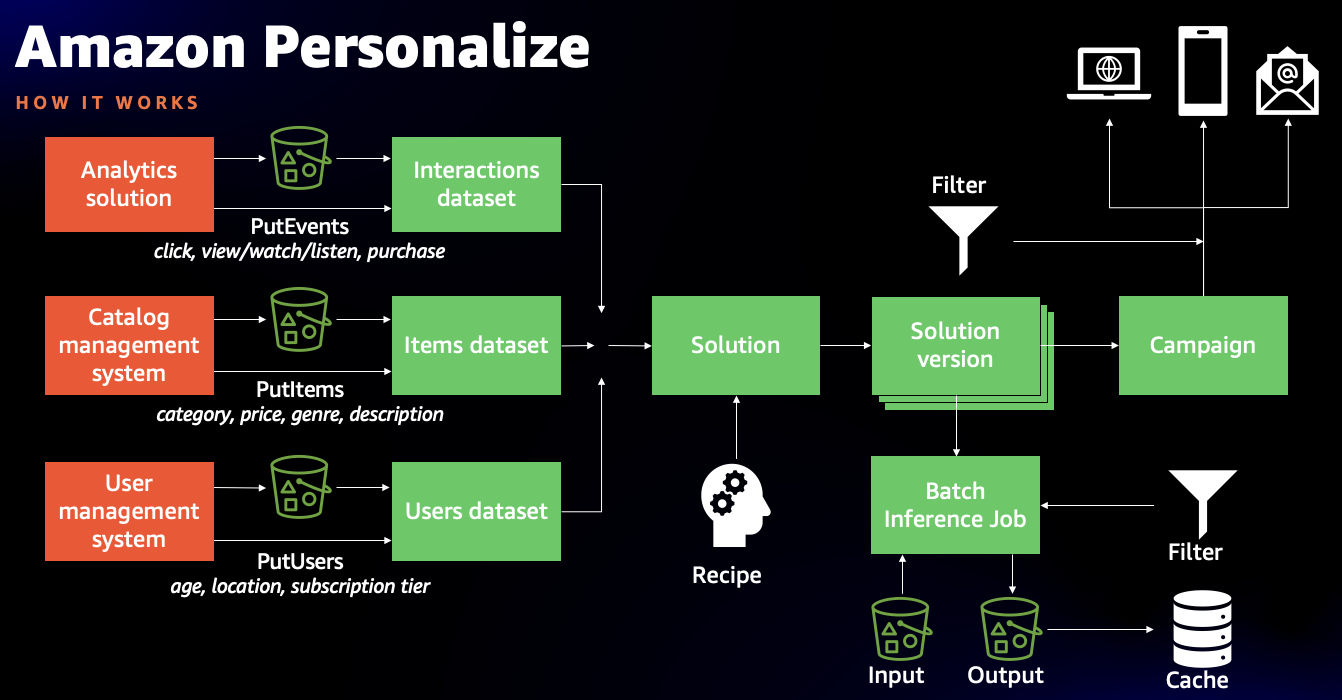 Amazon Personalize
HOW IT WORKS
Analytics
solution
PutEvents
click, view/watch/listen, purchase
Interactions
dataset
Catalog
management
system
PutItems
category, price, genre, description
Items dataset
User
management
system
PutUsers
age, location, subscription tier
Users dataset
Solution
Recipe
Filter
Solution
version
Campaign
Batch
Inference Job
Filter
Input
Output
Cache
@